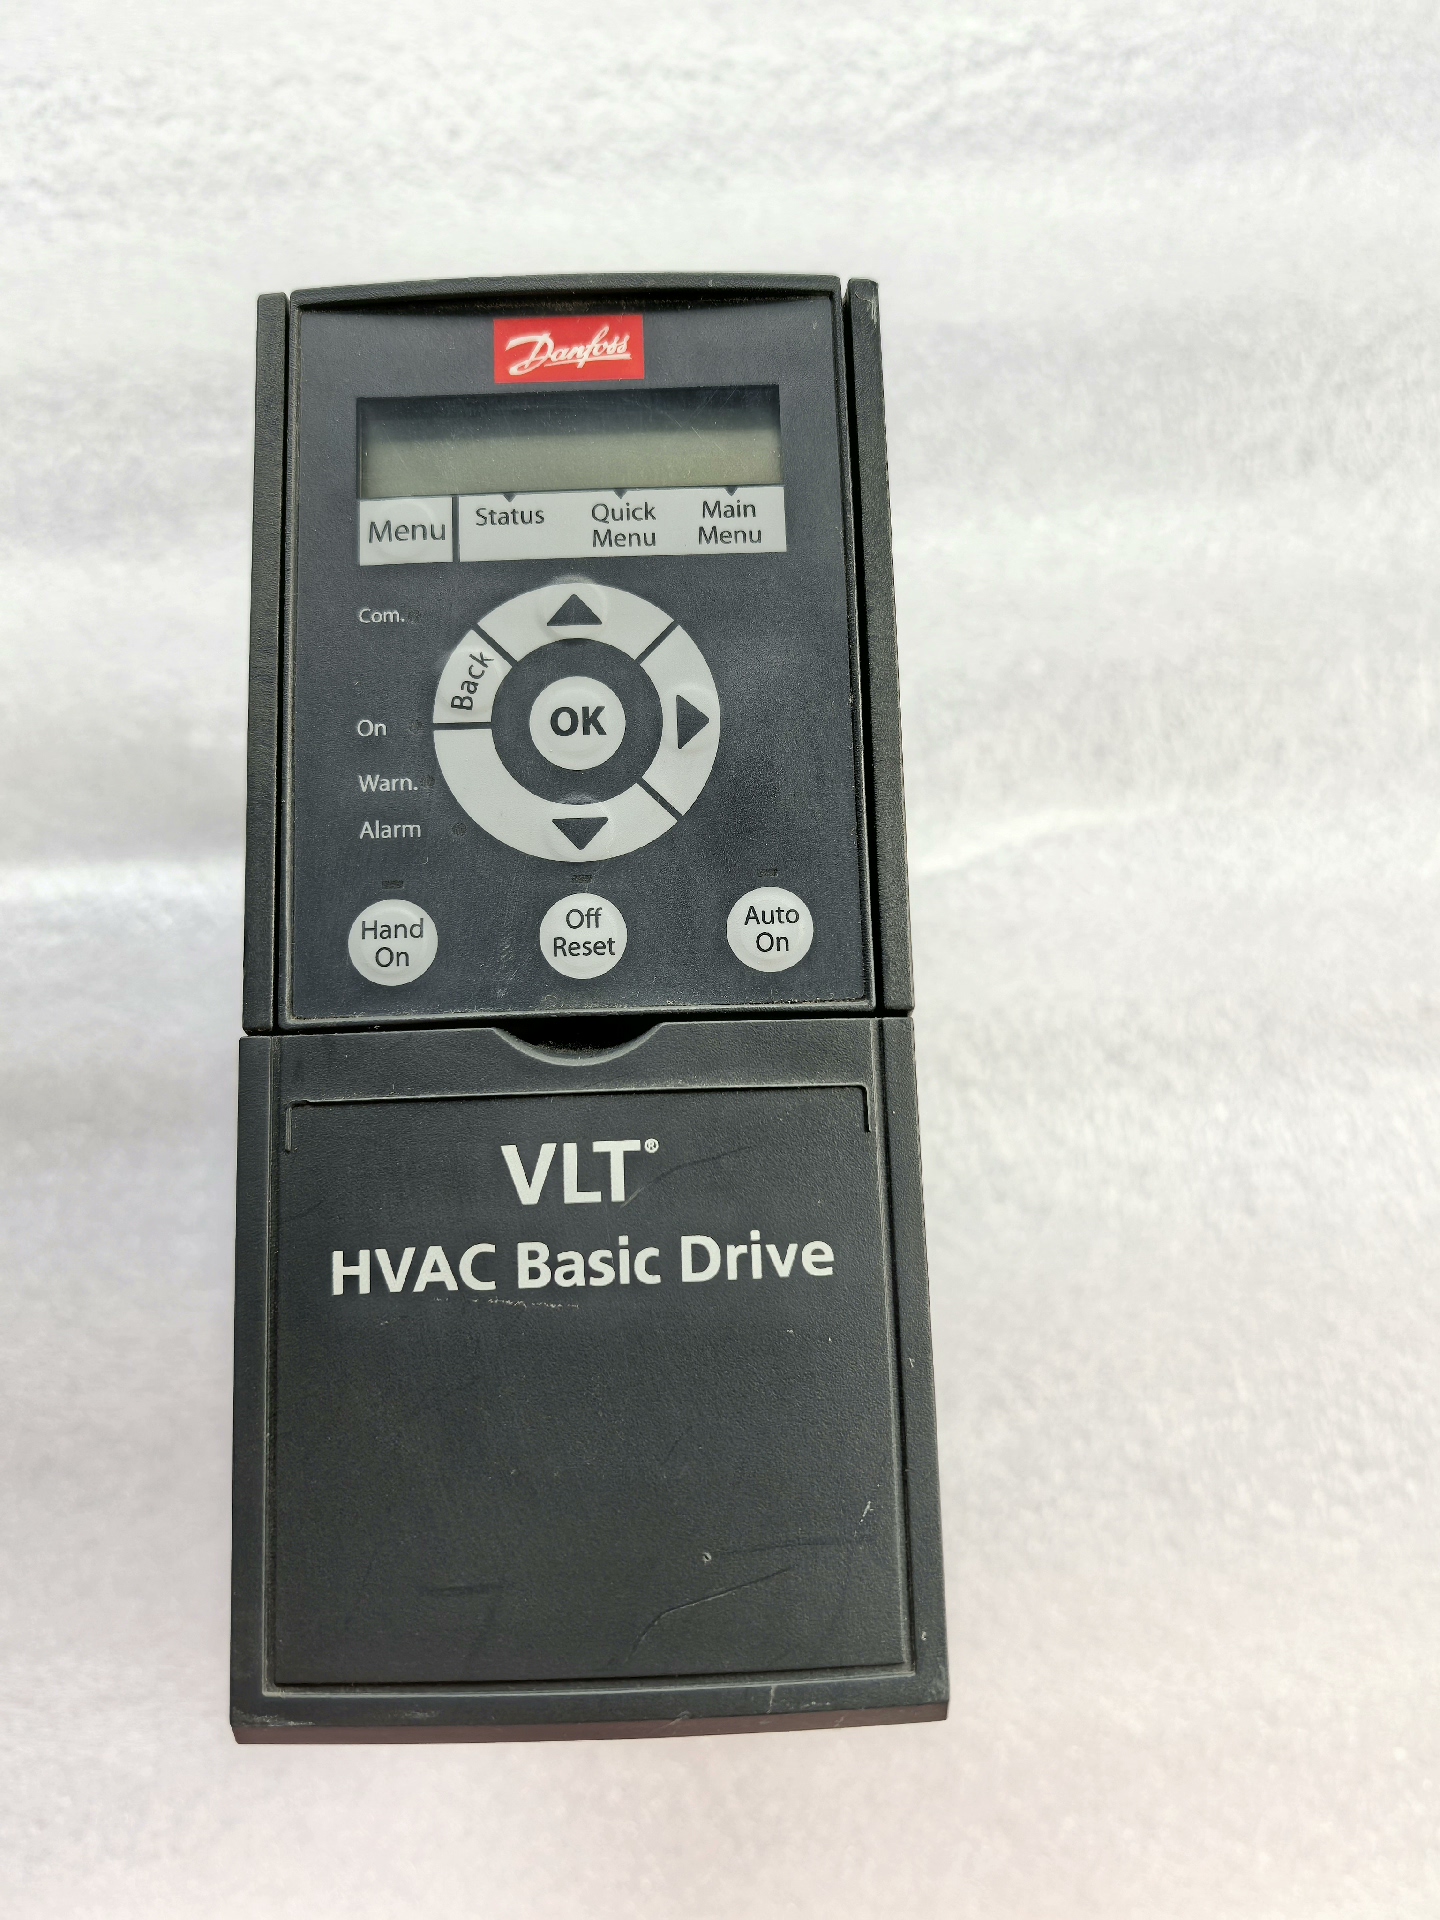 Danfoss
Menu
Status
Quick
Menu
Main
Menu
Com.
Back
OK
On
Warn.
Alarm
Hand
On
Off
Reset
Auto
On
VLT®
HVAC Basic Drive